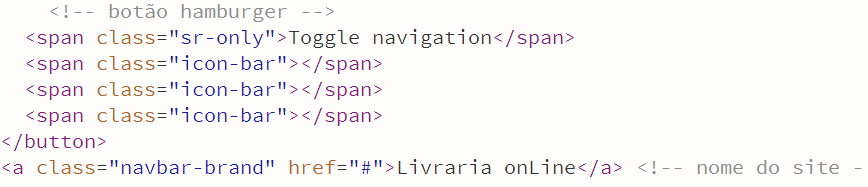 <!-- botão hamburger -->
<span class="sr-only">Toggle navigation</span>
<span class="icon-bar"></span>
<span class="icon-bar"></span>
<span class="icon-bar"></span>
</button>
<a class="navbar-brand" href="#">Livraria onLine</a> <!-- nome do site -